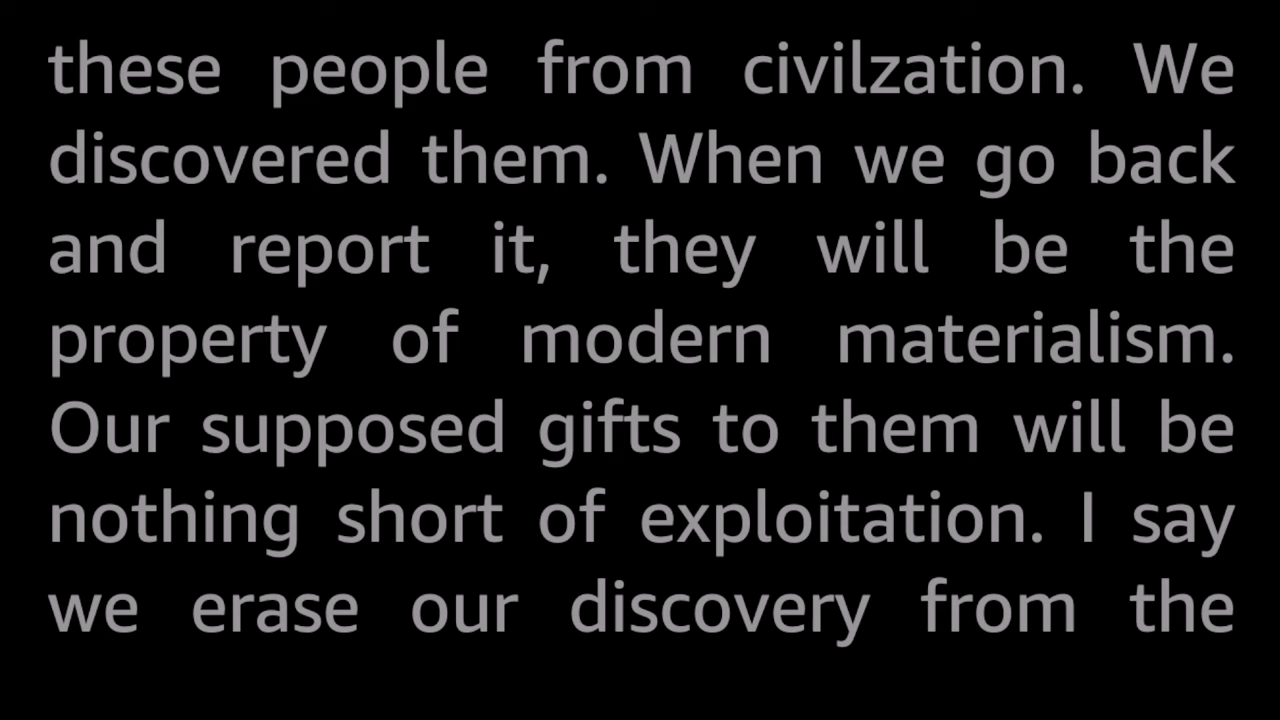 these people from civilzation. We
discovered them. When we go back
and report it, they will be the
property of modern materialism.
Our supposed gifts to them will be
nothing short of exploitation. I say
we erase our discovery from the